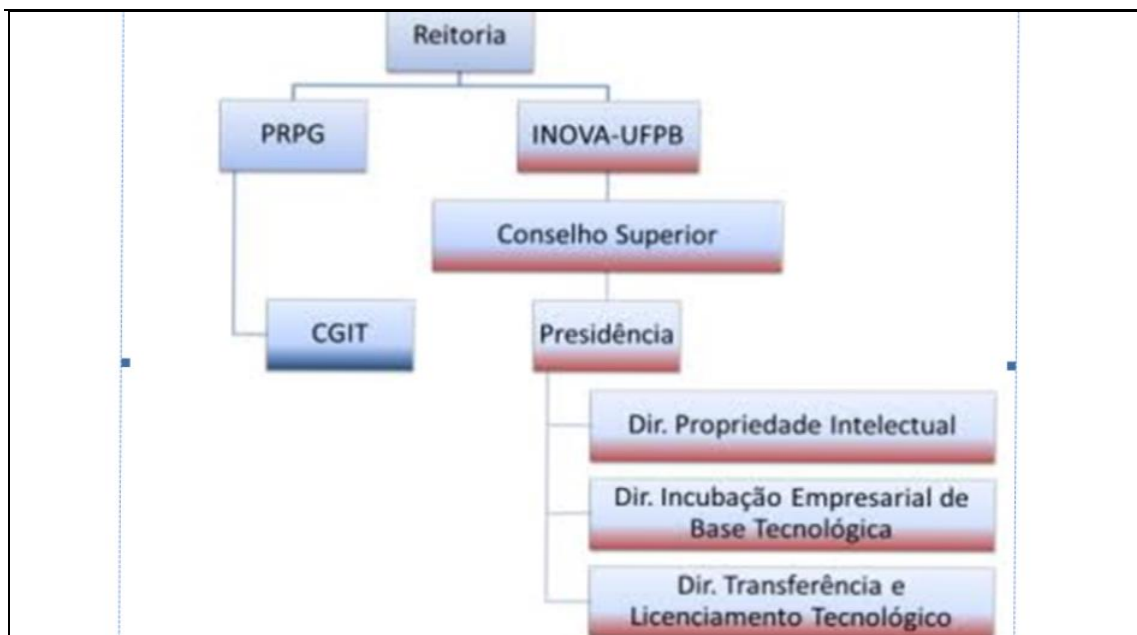 Reitoria
PRPG
INOVA-UFPB
Conselho Superior
CGIT
Presidência
Dir. Propriedade Intelectual
Dir. Incubação Empresarial de
Base Tecnológica
Dir. Transferência e
Licenciamento Tecnológico